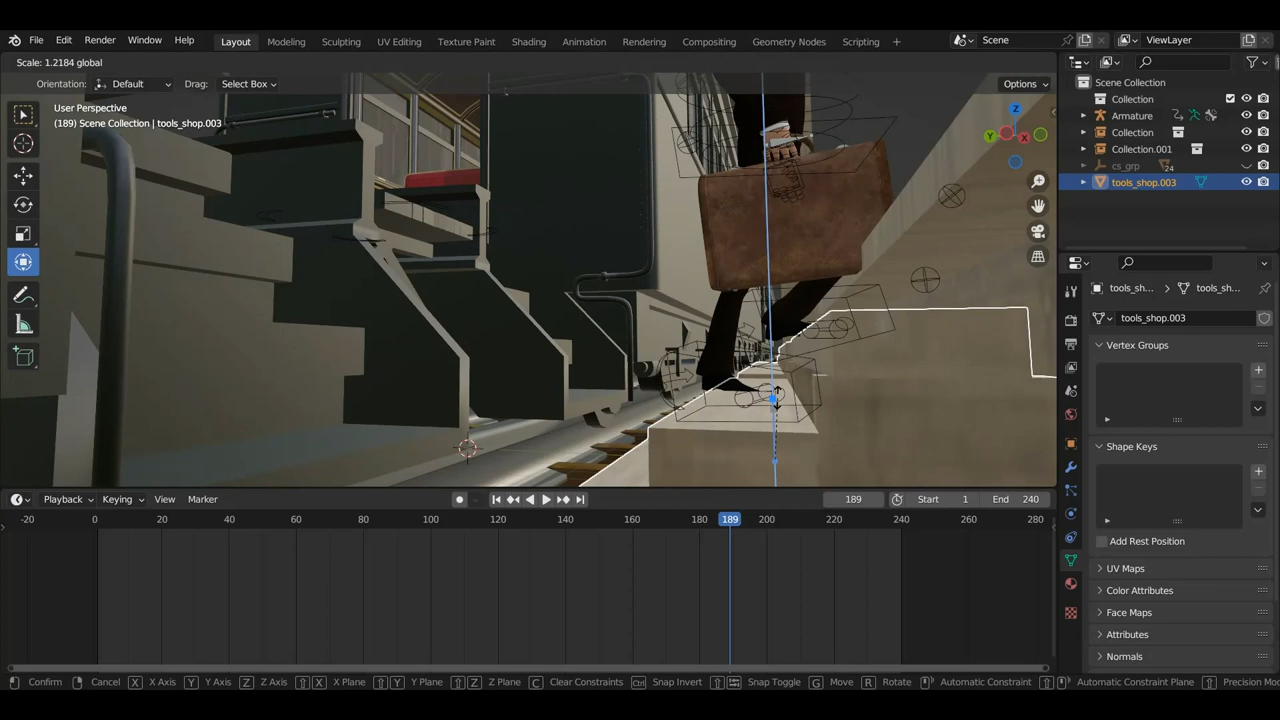 File Edit Render Window Help Layout Modeling Sculpting UV Editing Texture Paint Shading Animation Rendering Compositing Geometry Nodes Scripting + Scene ViewLayer
Scale: 1.2184 global
Orientation: Default Drag: Select Box Options
User Perspective
(189) Scene Collection | tools_shop.003
Z
Y
X
Scene Collection
Collection
Armature
Collection
Collection.001
cs_grp 24
tools_shop.003
tools_sh... tools_sh...
tools_shop.003
Vertex Groups
Shape Keys
Add Rest Position
UV Maps
Color Attributes
Face Maps
Attributes
Normals
Playback Keying View Marker 189 Start 1 End 240
-20 0 20 40 60 80 100 120 140 160 180 189 200 220 240 260 280
Confirm Cancel X X Axis Y Y Axis Z Z Axis X X Plane Y Y Plane Z Z Plane C Clear Constraints Ctrl Snap Invert Snap Toggle G Move R Rotate Automatic Constraint Automatic Constraint Plane Precision Mo